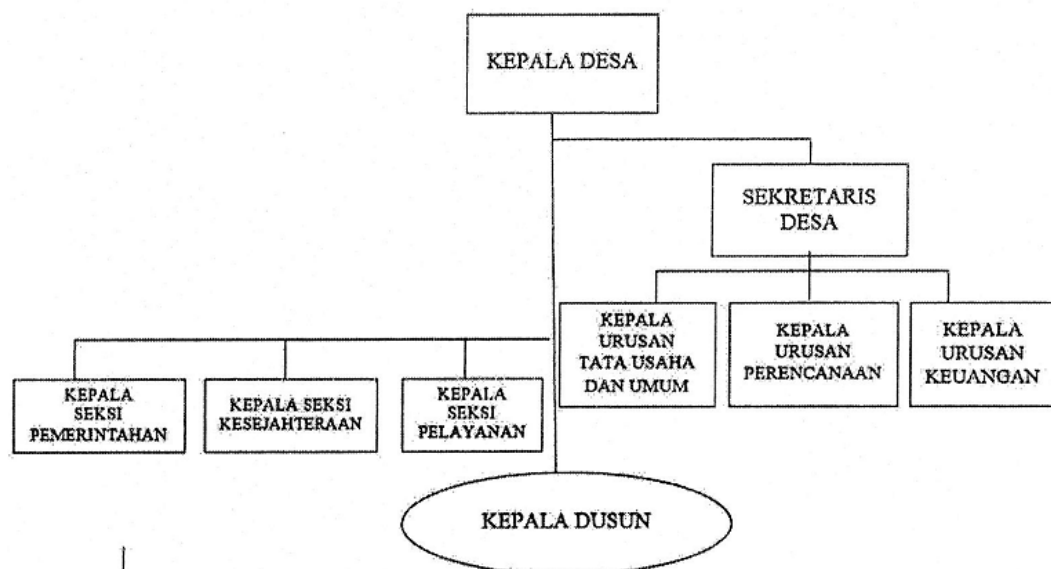 KEPALA DESA
SEKRETARIS
DESA
KEPALA
URUSAN
TATA USAHA
DAN UMUM
KEPALA
URUSAN
PERENCANAAN
KEPALA
URUSAN
KEUANGAN
KEPALA
SEKSI
PEMERINTAHAN
KEPALA SEKSI
KESEJAHTERAAN
KEPALA
SEKSI
PELAYANAN
KEPALA DUSUN